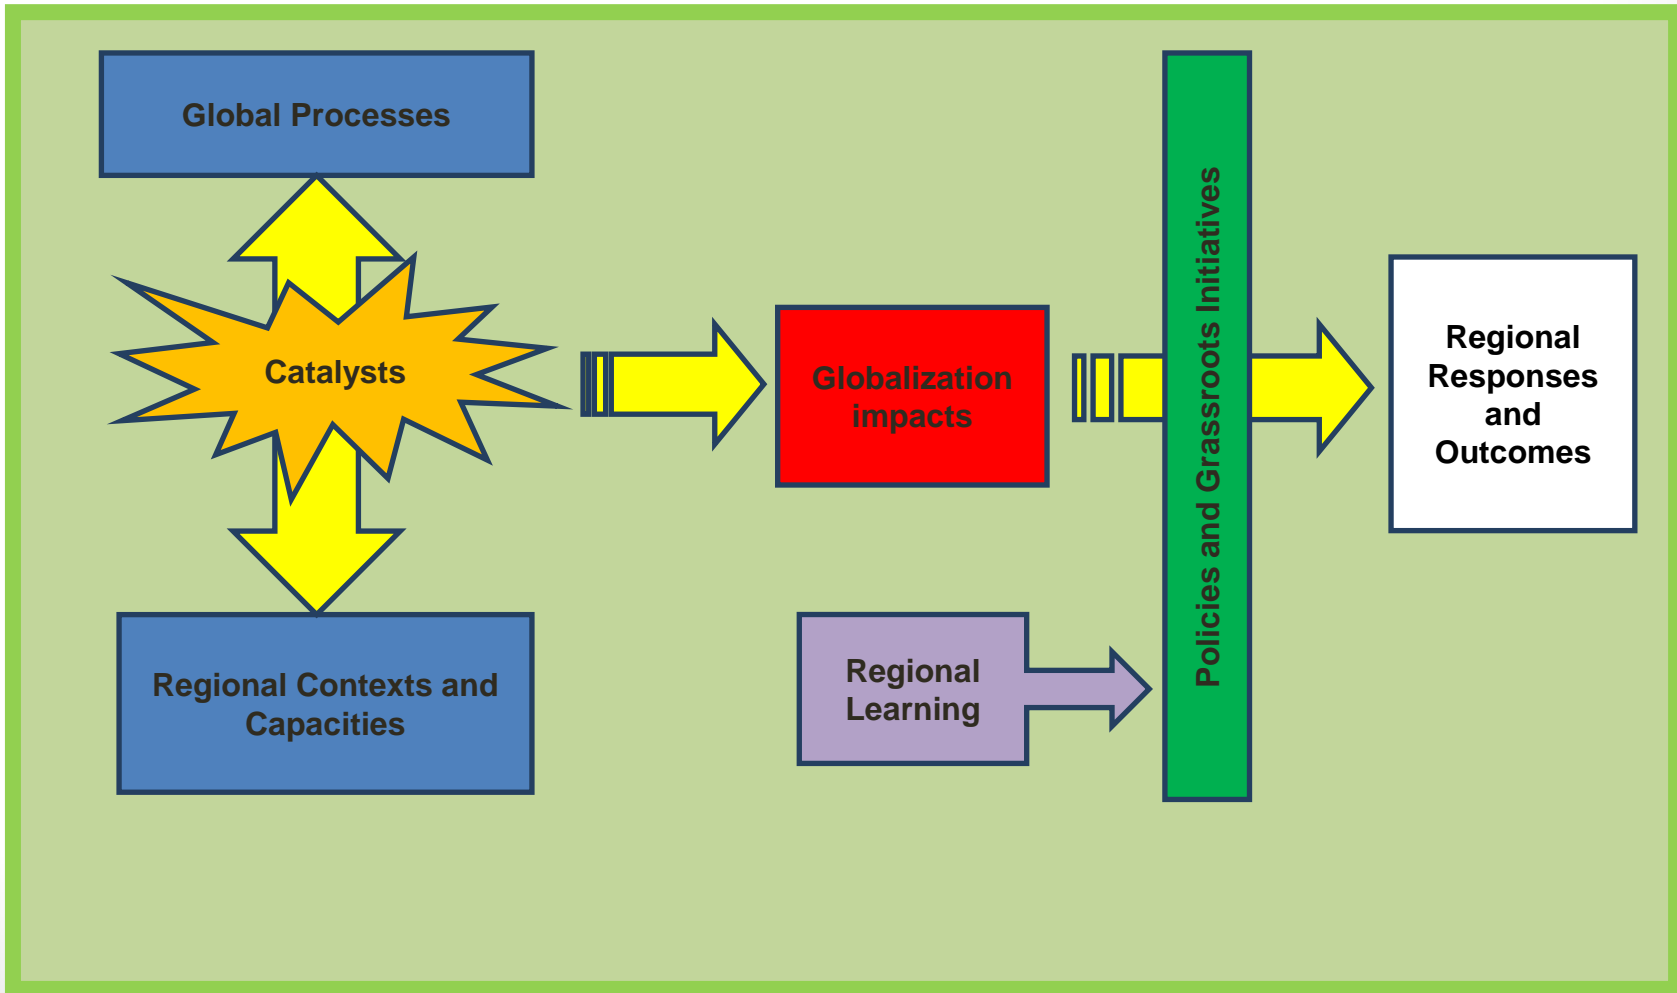 Global Processes
Catalysts
Regional Contexts and
Capacities
Globalization
impacts
Regional
Learning
Policies and Grassroots Initiatives
Regional
Responses
and
Outcomes